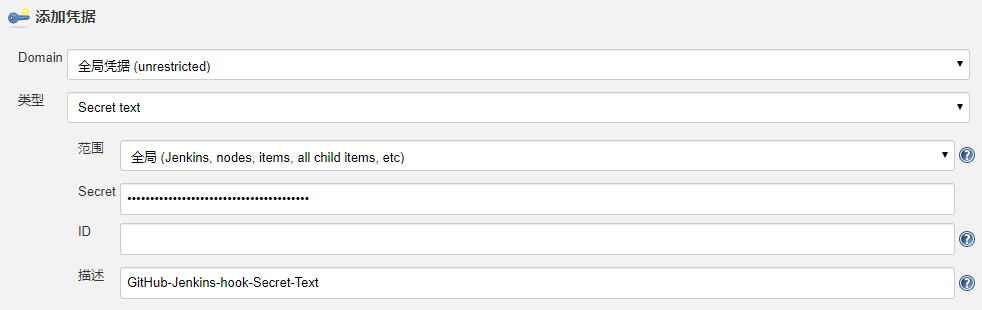 添加凭据
Domain 全局凭据 (unrestricted)
类型 Secret text
范围 全局 (Jenkins, nodes, items, all child items, etc)
Secret ••••••••••••••••••••••••••••••••••••••••
ID
描述 GitHub-Jenkins-hook-Secret-Text